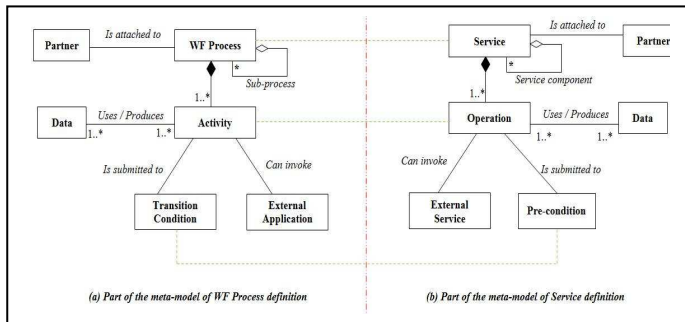 Is attached to
Partner
WF Process
*
Sub-process
1..*
Data
Uses / Produces
1..*
1..*
Activity
Is submitted to
Can invoke
Transition
Condition
External
Application
(a) Part of the meta-model of WF Process definition
Is attached to
Service
Partner
*
Service component
1..*
Operation
Uses / Produces
1..*
1..*
Data
Can invoke
Is submitted to
External
Service
Pre-condition
(b) Part of the meta-model of Service definition